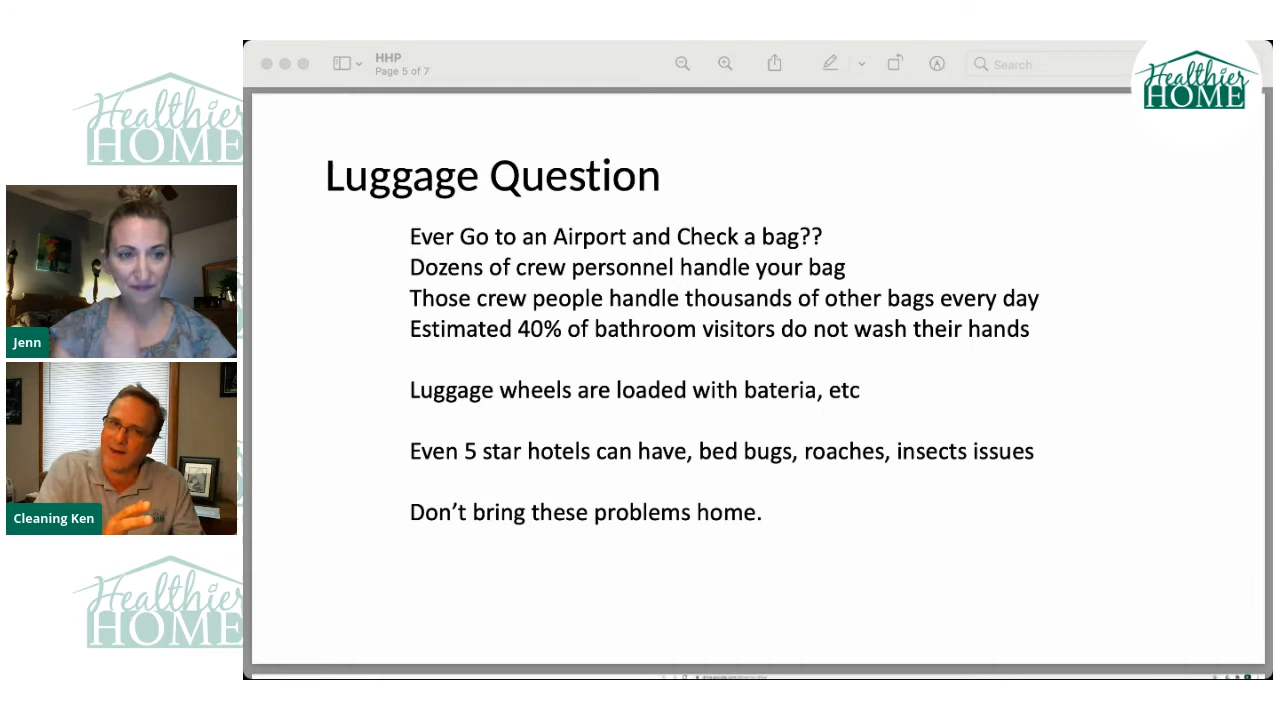 HHP
Page 5 of 7
Search
Healthier
HOME
Healthier
HOME
Luggage Question
Ever Go to an Airport and Check a bag??
Dozens of crew personnel handle your bag
Those crew people handle thousands of other bags every day
Estimated 40% of bathroom visitors do not wash their hands
Luggage wheels are loaded with bateria, etc
Even 5 star hotels can have, bed bugs, roaches, insects issues
Don’t bring these problems home.
Jenn
Cleaning Ken
Healthier
HOME